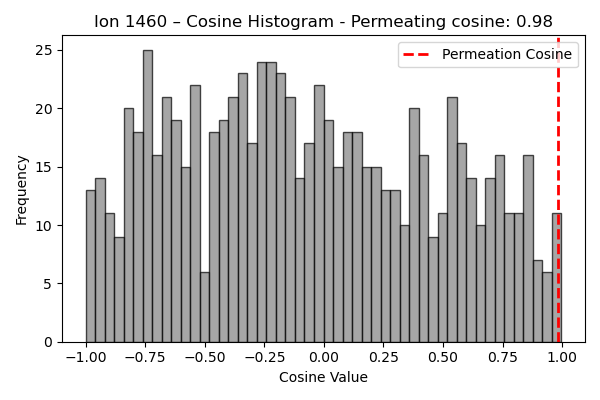 Ion 1460 – Cosine Histogram - Permeating cosine: 0.98
Permeation Cosine
25
20
15
10
5
0
Frequency
−1.00 −0.75 −0.50 −0.25 0.00 0.25 0.50 0.75 1.00
Cosine Value